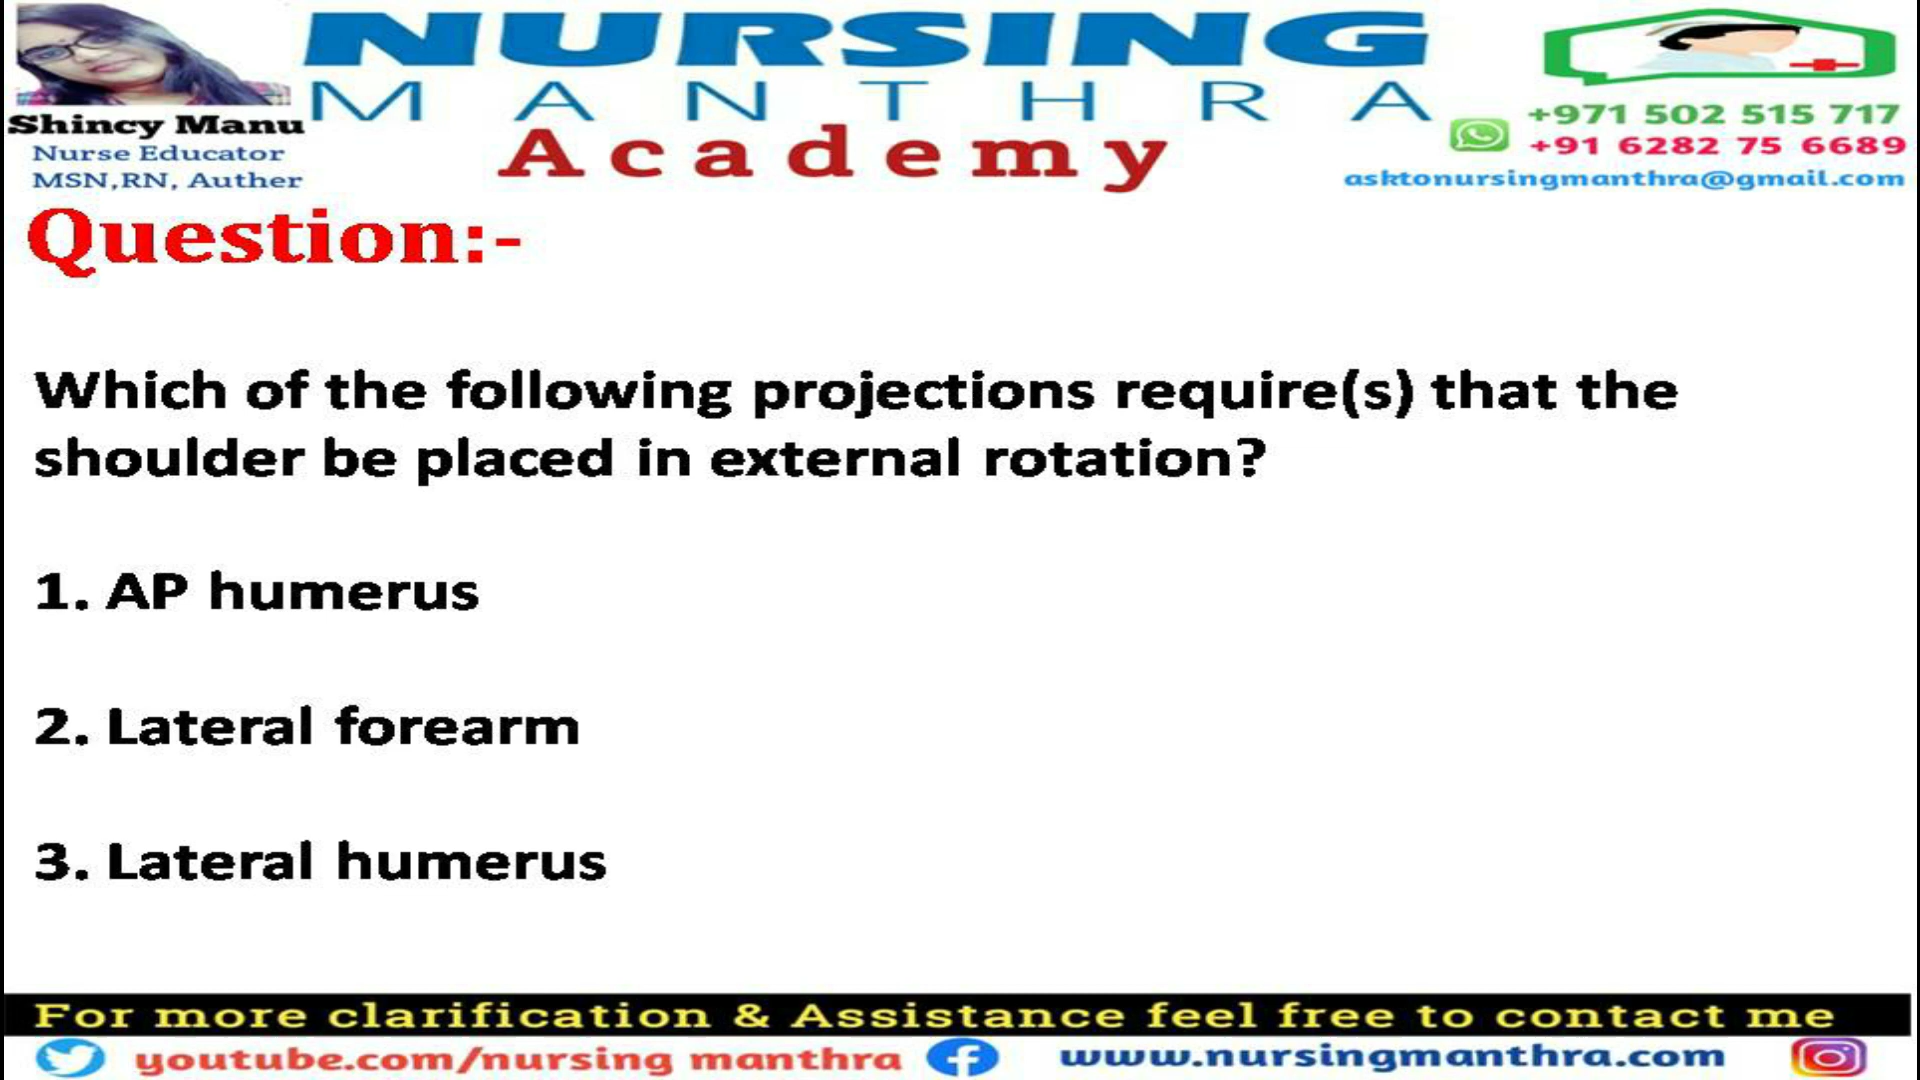 NURSING
MANTHRA
Academy
Shincy Manu
Nurse Educator
MSN,RN, Auther
+971 502 515 717
+91 6282 75 6689
asktonursingmanthra@gmail.com
Question:-
Which of the following projections require(s) that the
shoulder be placed in external rotation?
1. AP humerus
2. Lateral forearm
3. Lateral humerus
For more clarification & Assistance feel free to contact me
youtube.com/nursing manthra
www.nursingmanthra.com